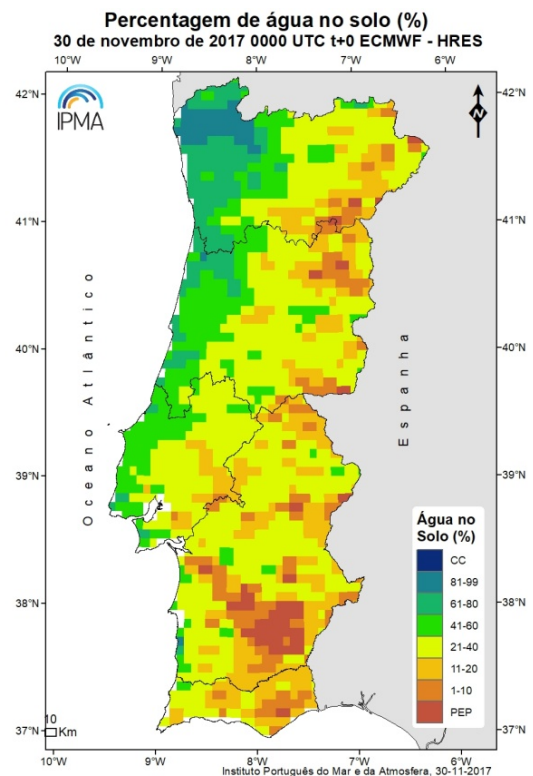 Percentagem de água no solo (%)
30 de novembro de 2017 0000 UTC t+0 ECMWF - HRES
10°W 9°W 8°W 7°W 6°W
42°N 42°N
IPMA
N
41°N 41°N
Oceano Atlântico
Espanha
40°N 40°N
39°N 39°N
Água no
Solo (%)
CC
81-99
61-80
41-60
21-40
11-20
1-10
PEP
38°N 38°N
10
Km
37°N 37°N
10°W 9°W 8°W 7°W 6°W
Instituto Português do Mar e da Atmosfera, 30-11-2017